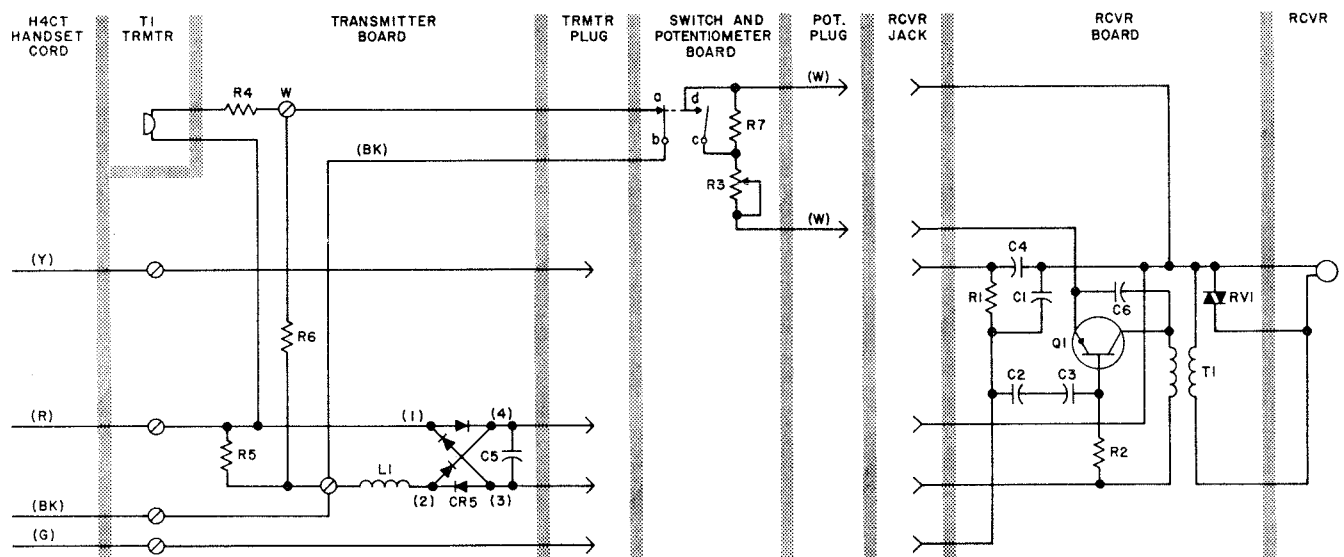 H4CT HANDSET CORD
T1 TRMTR
TRANSMITTER BOARD
TRMTR PLUG
SWITCH AND POTENTIOMETER BOARD
POT. PLUG
RCVR JACK
RCVR BOARD
RCVR
R4
W
a
d
(W)
R7
b
c
(BK)
R3
(W)
(Y)
C4
R1
C1
C6
RV1
R6
Q1
C2
C3
T1
(R)
(1)
(4)
R5
C5
R2
L1
(2)
CR5
(3)
(BK)
(G)